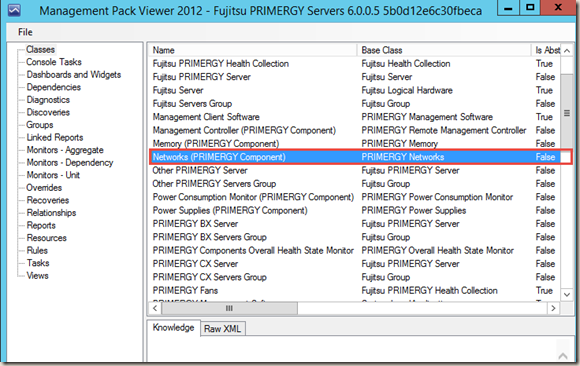 Management Pack Viewer 2012 - Fujitsu PRIMERGY Servers 6.0.0.5 5b0d12e6c30fbeca
File
Classes
Console Tasks
Dashboards and Widgets
Dependencies
Diagnostics
Discoveries
Groups
Linked Reports
Monitors - Aggregate
Monitors - Dependency
Monitors - Unit
Overrides
Recoveries
Relationships
Reports
Resources
Rules
Tasks
Views
Name Base Class Is Abst
Fujitsu PRIMERGY Health Collection Fujitsu Health Collection True
Fujitsu PRIMERGY Server Fujitsu Server False
Fujitsu Server Fujitsu Logical Hardware True
Fujitsu Servers Group Fujitsu Group False
Management Client Software PRIMERGY Management Software True
Management Controller (PRIMERGY Component) PRIMERGY Remote Management Controller False
Memory (PRIMERGY Component) PRIMERGY Memory False
Networks (PRIMERGY Component) PRIMERGY Networks False
Other PRIMERGY Server Fujitsu PRIMERGY Server False
Other PRIMERGY Servers Group Fujitsu Group False
Power Consumption Monitor (PRIMERGY Component) PRIMERGY Power Consumption Monitor False
Power Supplies (PRIMERGY Component) PRIMERGY Power Supplies False
PRIMERGY BX Server Fujitsu PRIMERGY Server False
PRIMERGY BX Servers Group Fujitsu Group False
PRIMERGY Components Overall Health State Monitor PRIMERGY Overall Health State Monitor False
PRIMERGY CX Server Fujitsu PRIMERGY Server False
PRIMERGY CX Servers Group Fujitsu Group False
PRIMERGY Fans Fujitsu PRIMERGY Health Collection True
Knowledge Raw XML